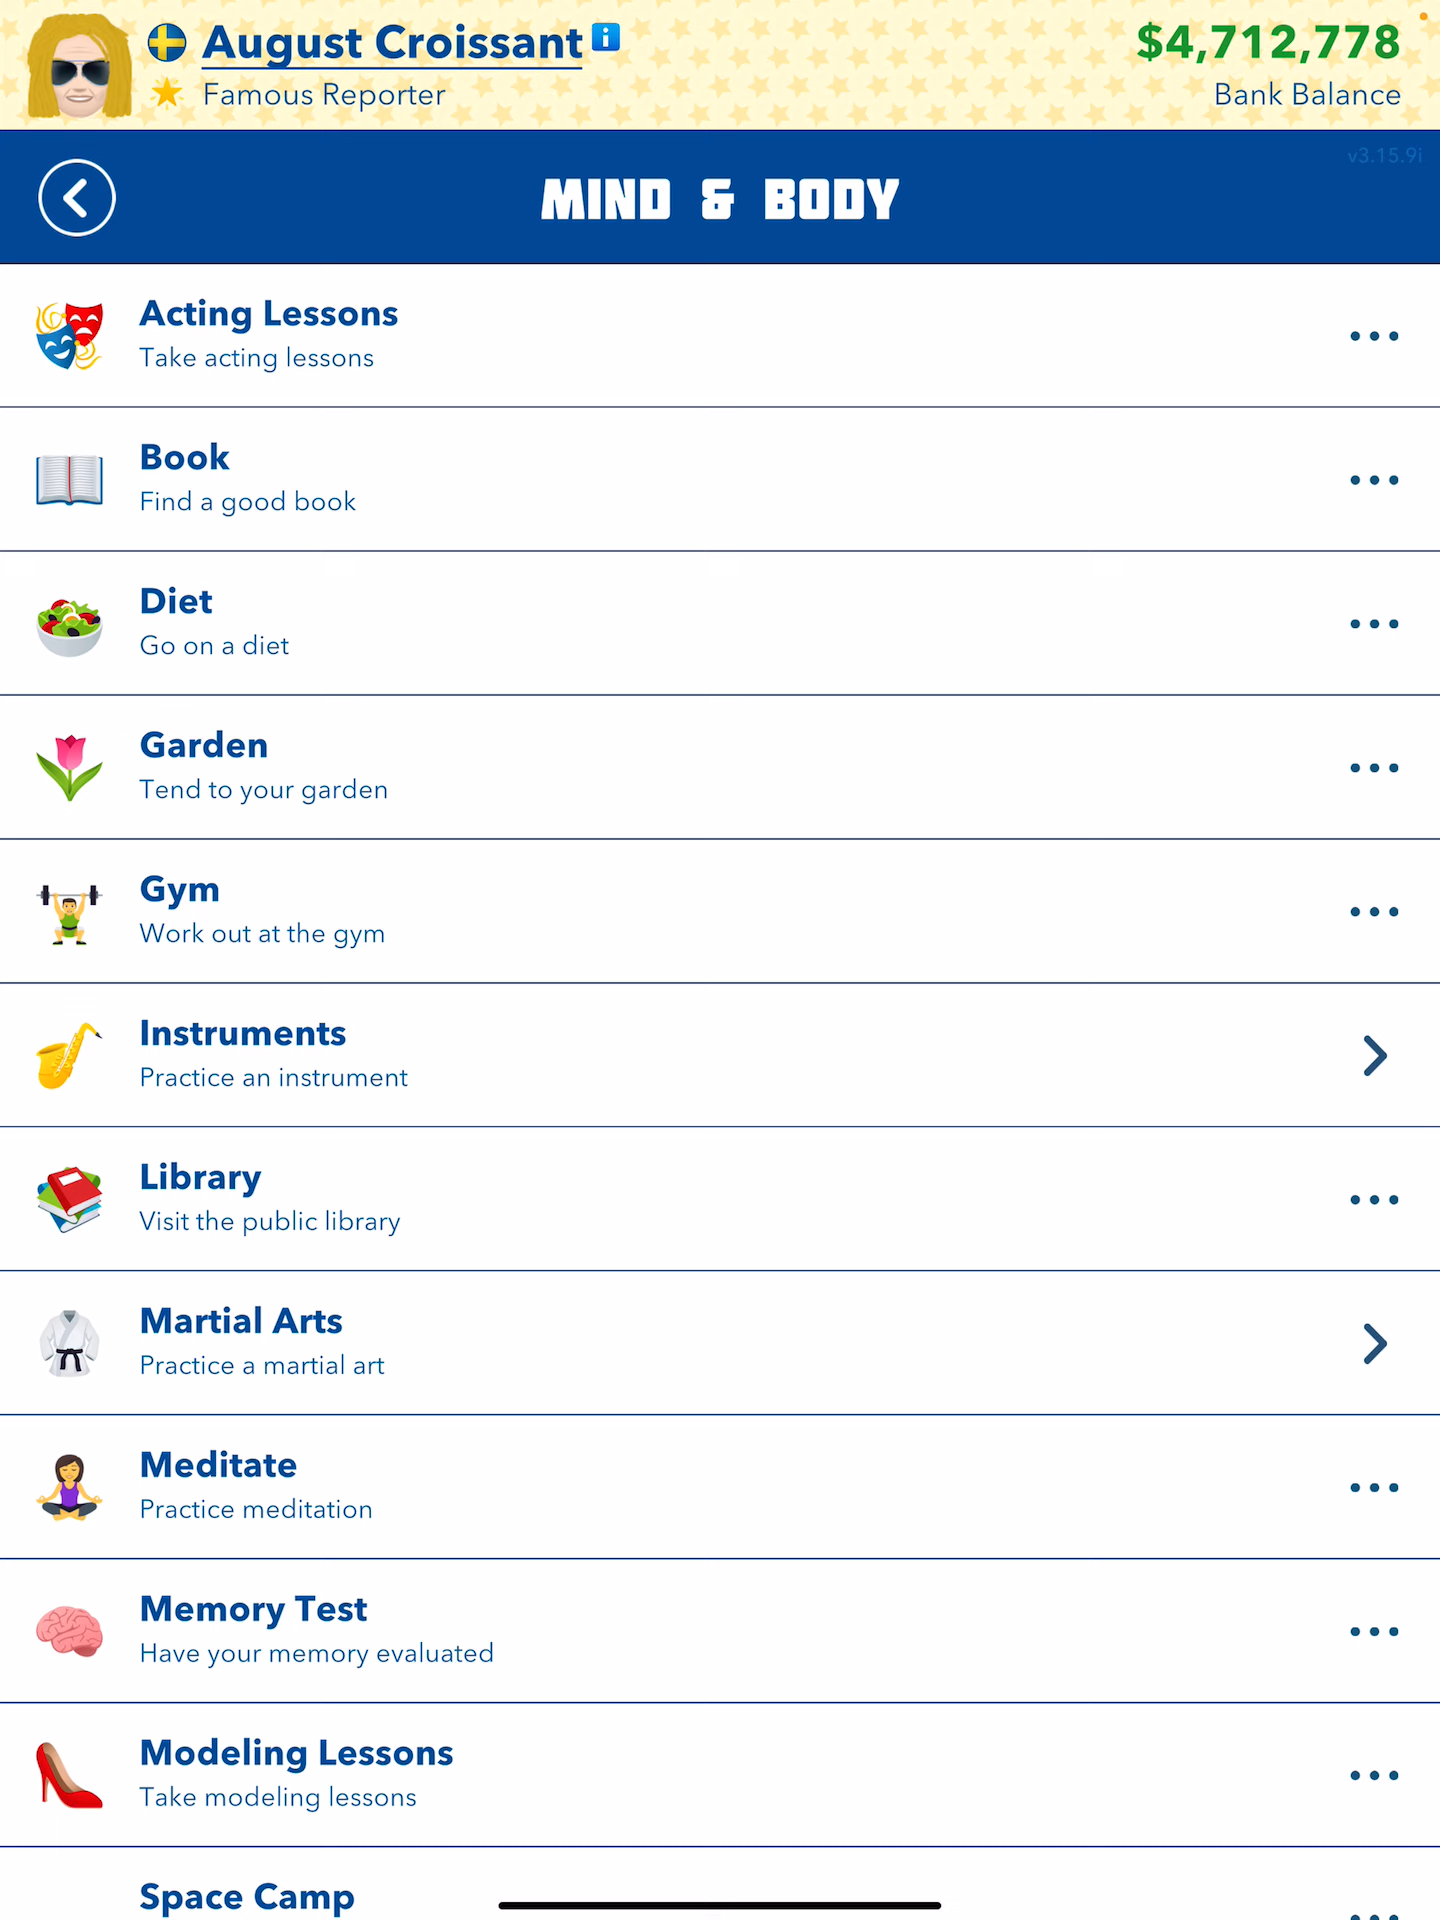 August Croissant i
Famous Reporter
$4,712,778
Bank Balance
v3.15.9i
MIND & BODY
Acting Lessons
Take acting lessons
Book
Find a good book
Diet
Go on a diet
Garden
Tend to your garden
Gym
Work out at the gym
Instruments
Practice an instrument
Library
Visit the public library
Martial Arts
Practice a martial art
Meditate
Practice meditation
Memory Test
Have your memory evaluated
Modeling Lessons
Take modeling lessons
Space Camp